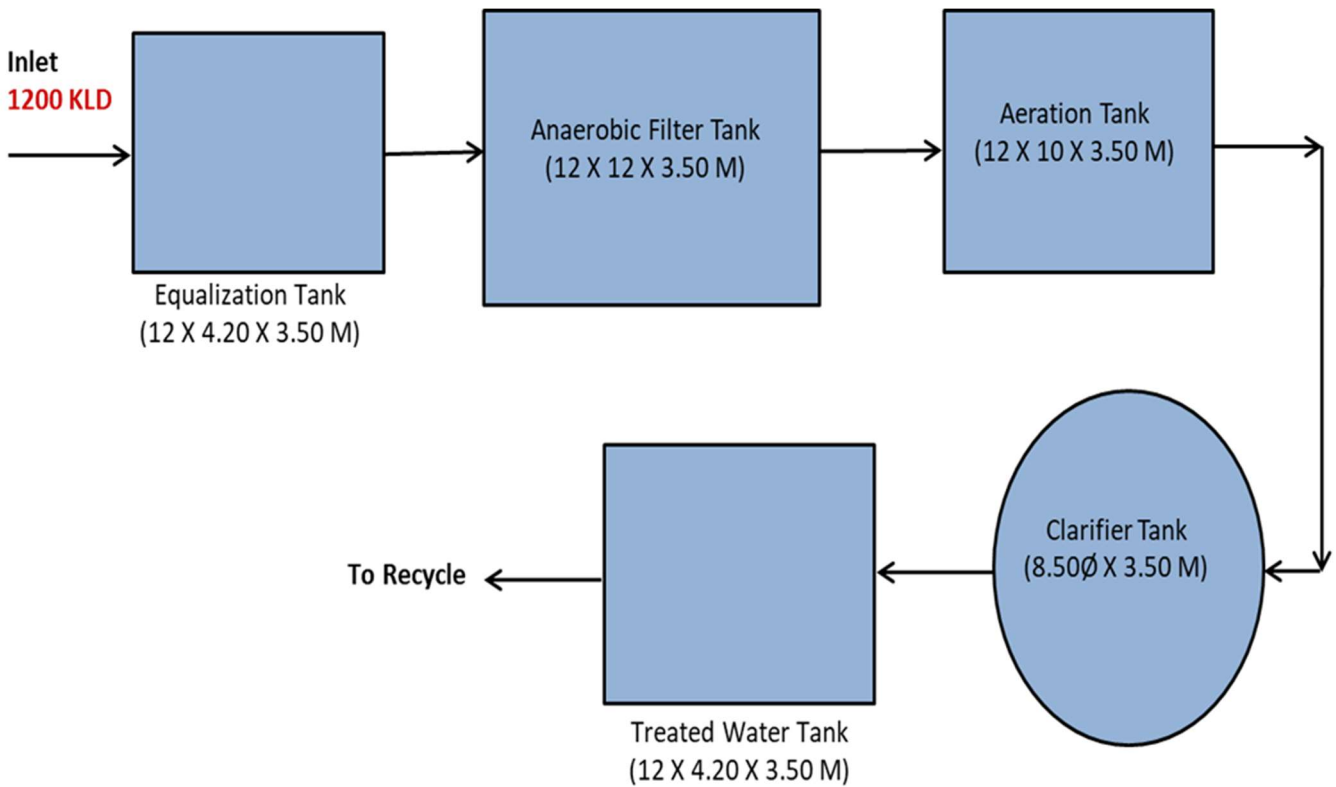 Inlet
1200 KLD
Equalization Tank
(12 X 4.20 X 3.50 M)
Anaerobic Filter Tank
(12 X 12 X 3.50 M)
Aeration Tank
(12 X 10 X 3.50 M)
Clarifier Tank
(8.50Ø X 3.50 M)
To Recycle
Treated Water Tank
(12 X 4.20 X 3.50 M)